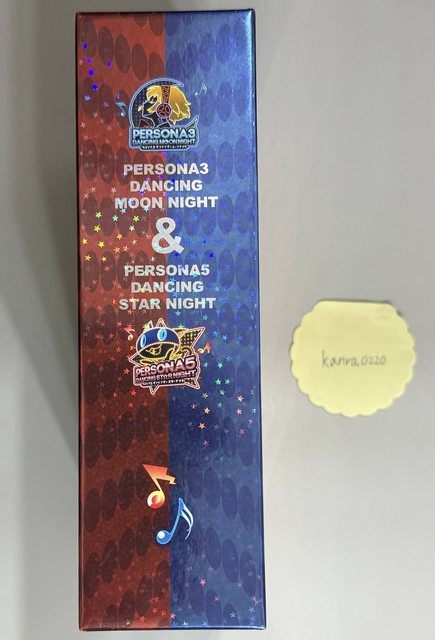 PERSONA3
DANCING MOON NIGHT
PERSONA3
DANCING
MOON NIGHT
&
PERSONA5
DANCING
STAR NIGHT
PERSONA5
DANCING STAR NIGHT
kanra0220